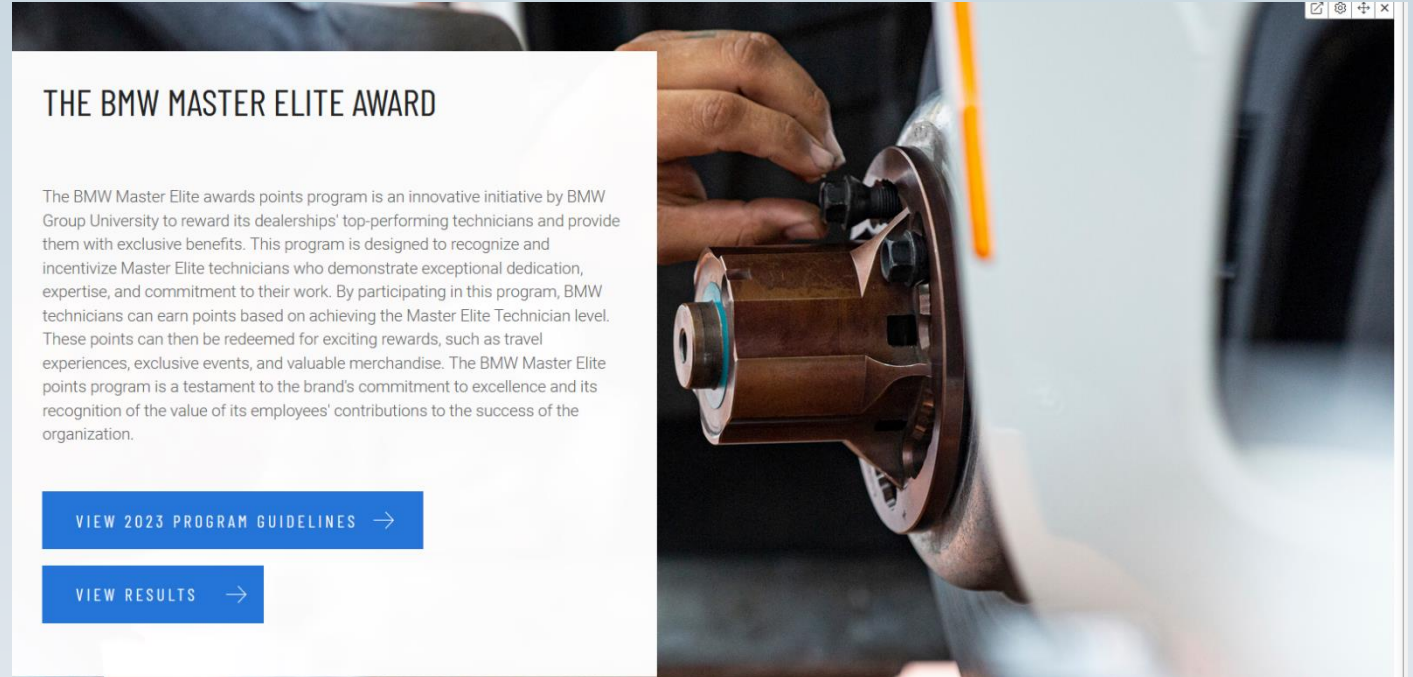 THE BMW MASTER ELITE AWARD
The BMW Master Elite awards points program is an innovative initiative by BMW
Group University to reward its dealerships' top-performing technicians and provide
them with exclusive benefits. This program is designed to recognize and
incentivize Master Elite technicians who demonstrate exceptional dedication,
expertise, and commitment to their work. By participating in this program, BMW
technicians can earn points based on achieving the Master Elite Technician level.
These points can then be redeemed for exciting rewards, such as travel
experiences, exclusive events, and valuable merchandise. The BMW Master Elite
points program is a testament to the brand's commitment to excellence and its
recognition of the value of its employees' contributions to the success of the
organization.
VIEW 2023 PROGRAM GUIDELINES
VIEW RESULTS